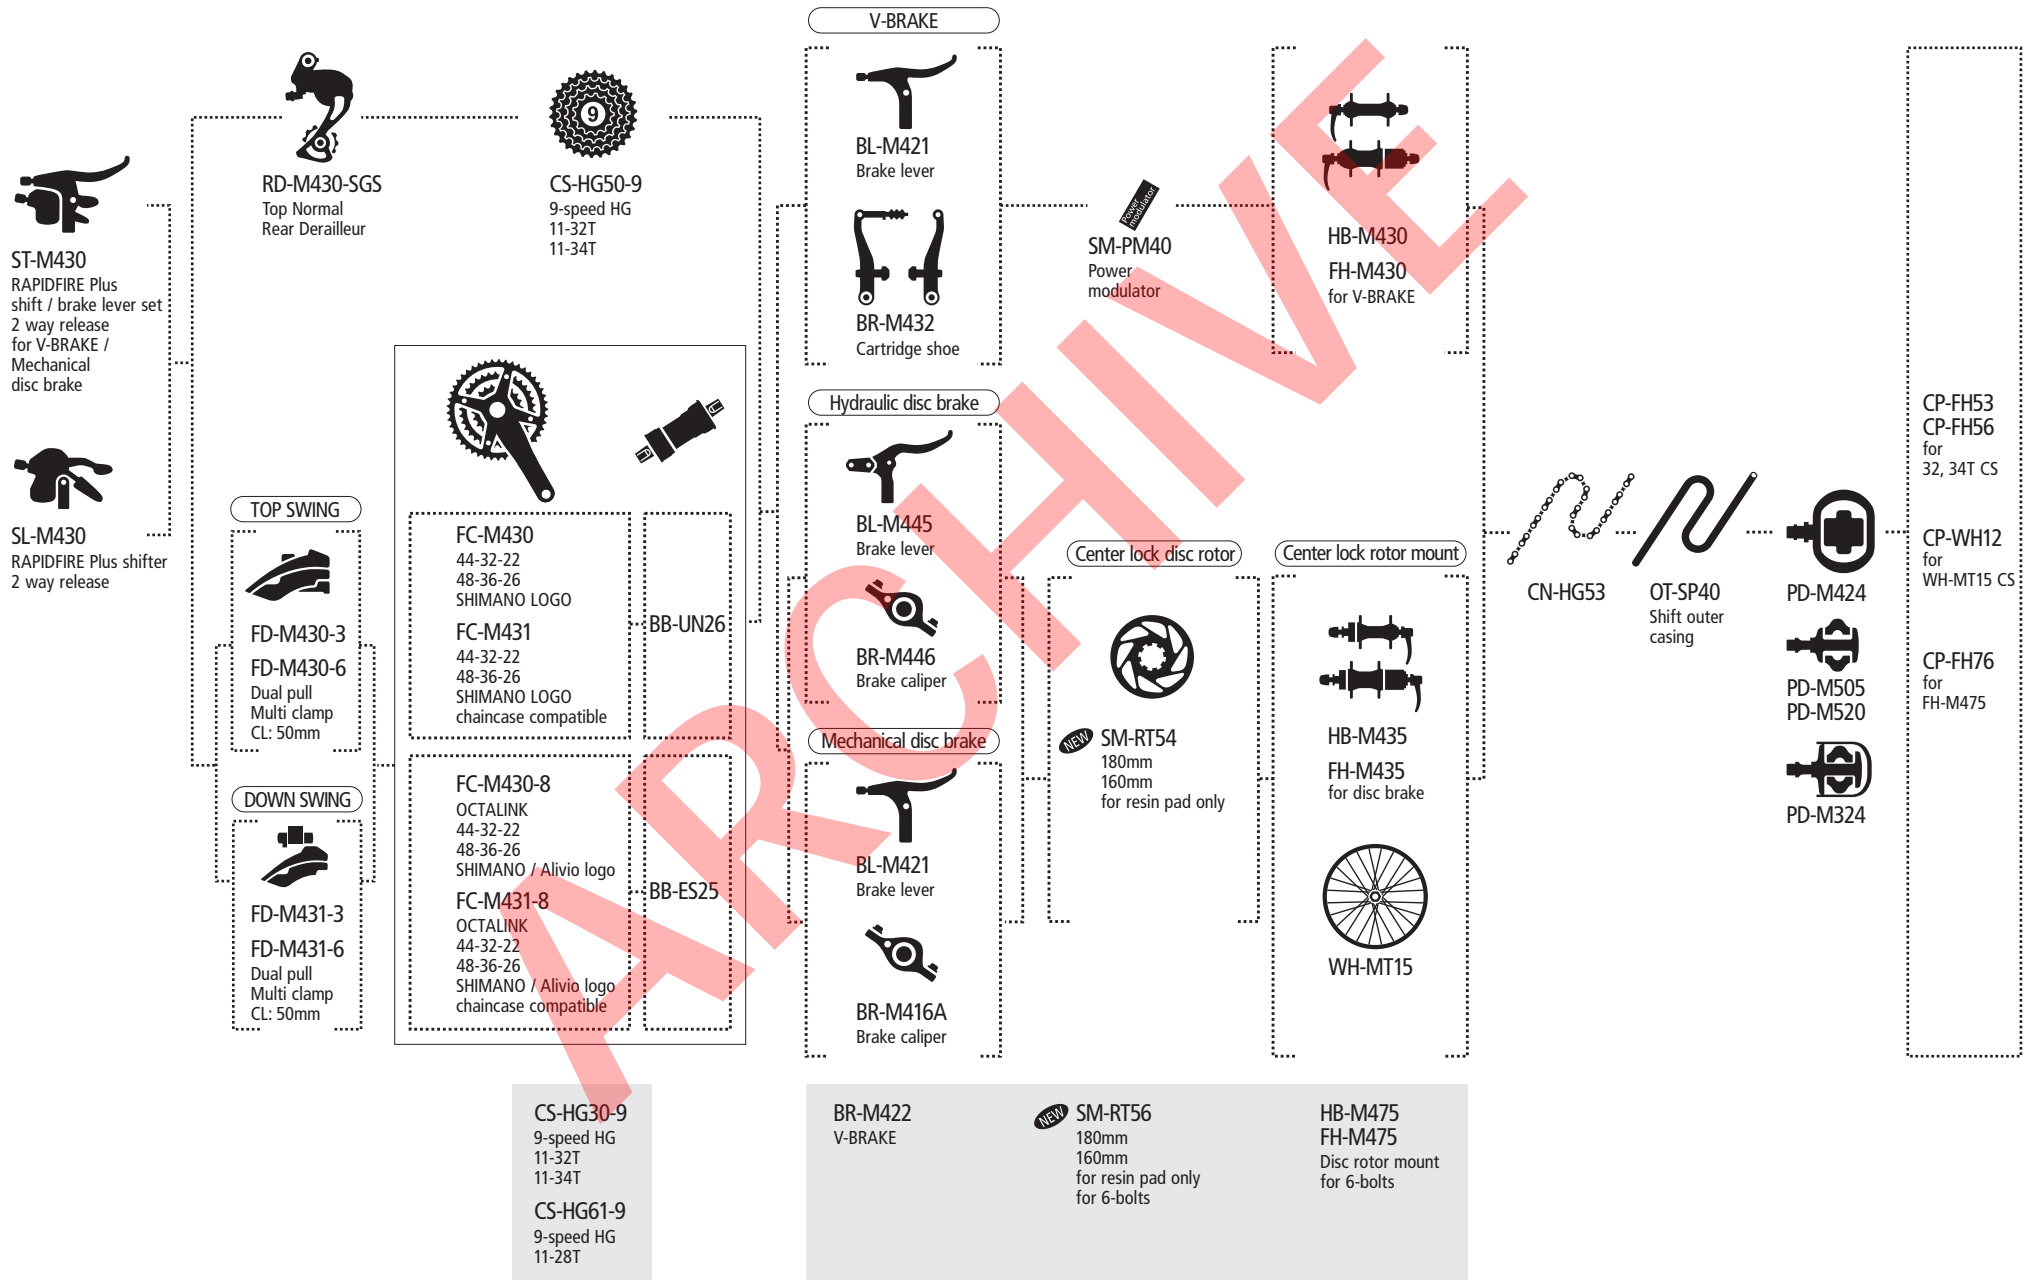 ST-M430
RAPIDFIRE Plus
shift / brake lever set
2 way release
for V-BRAKE /
Mechanical
disc brake
SL-M430
RAPIDFIRE Plus shifter
2 way release
RD-M430-SGS
Top Normal
Rear Derailleur
9
CS-HG50-9
9-speed HG
11-32T
11-34T
TOP SWING
FD-M430-3
FD-M430-6
Dual pull
Multi clamp
CL: 50mm
DOWN SWING
FD-M431-3
FD-M431-6
Dual pull
Multi clamp
CL: 50mm
FC-M430
44-32-22
48-36-26
SHIMANO LOGO
FC-M431
44-32-22
48-36-26
SHIMANO LOGO
chaincase compatible
BB-UN26
FC-M430-8
OCTALINK
44-32-22
48-36-26
SHIMANO / Alivio logo
FC-M431-8
OCTALINK
44-32-22
48-36-26
SHIMANO / Alivio logo
chaincase compatible
BB-ES25
V-BRAKE
BL-M421
Brake lever
BR-M432
Cartridge shoe
Power
modulator
SM-PM40
Power
modulator
HB-M430
FH-M430
for V-BRAKE
Hydraulic disc brake
BL-M445
Brake lever
BR-M446
Brake caliper
Mechanical disc brake
BL-M421
Brake lever
BR-M416A
Brake caliper
Center lock disc rotor
NEW SM-RT54
180mm
160mm
for resin pad only
Center lock rotor mount
HB-M435
FH-M435
for disc brake
WH-MT15
CN-HG53
OT-SP40
Shift outer
casing
PD-M424
PD-M505
PD-M520
PD-M324
CP-FH53
CP-FH56
for
32, 34T CS
CP-WH12
for
WH-MT15 CS
CP-FH76
for
FH-M475
CS-HG30-9
9-speed HG
11-32T
11-34T
CS-HG61-9
9-speed HG
11-28T
BR-M422
V-BRAKE
NEW SM-RT56
180mm
160mm
for resin pad only
for 6-bolts
HB-M475
FH-M475
Disc rotor mount
for 6-bolts
ARCHIVE